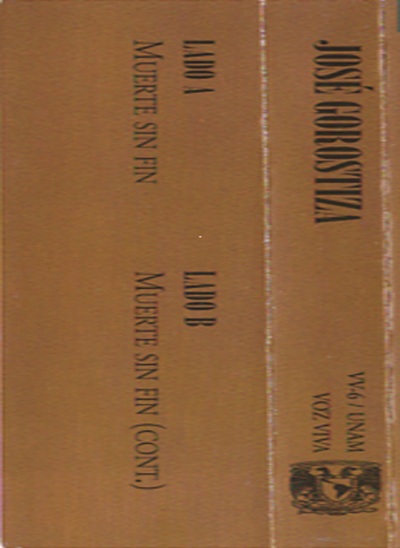 JOSÉ GOROSTIZA
VV-6 / UNAM
VOZ VIVA
LADO A
MUERTE SIN FIN
LADO B
MUERTE SIN FIN (CONT.)